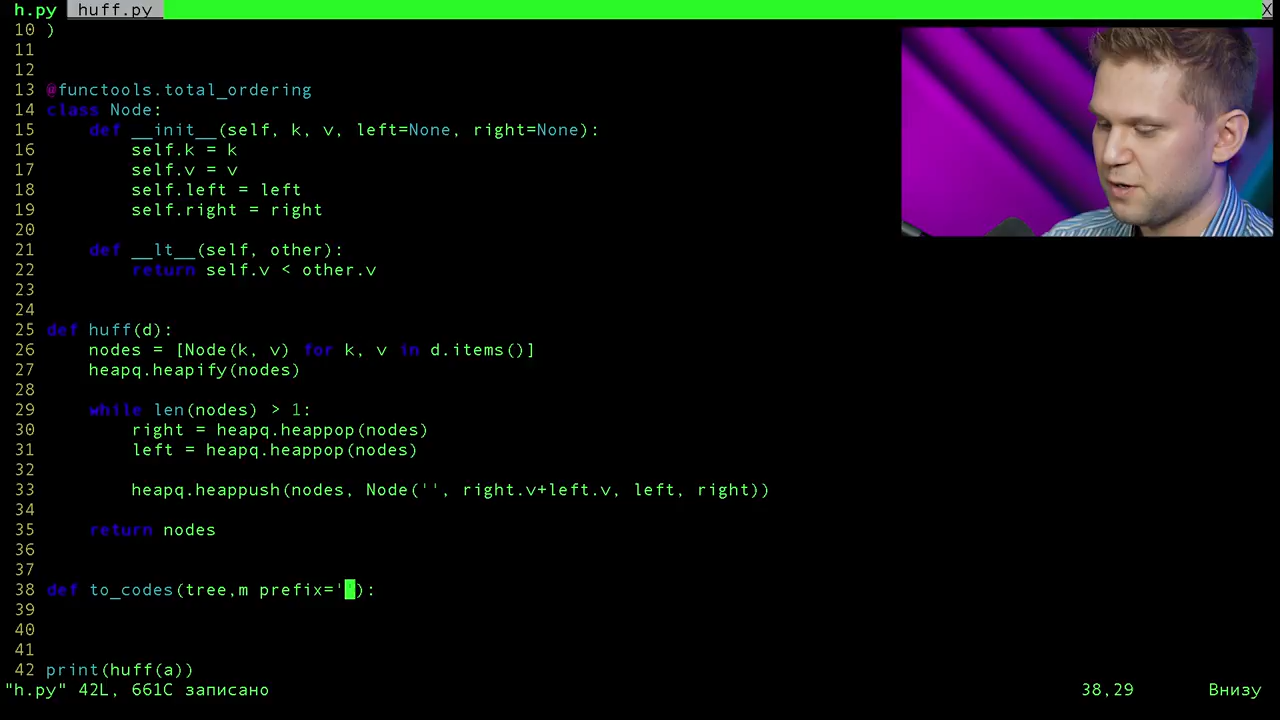 h.py huff.py X
10 )
11
12
13 @functools.total_ordering
14 class Node:
15     def __init__(self, k, v, left=None, right=None):
16         self.k = k
17         self.v = v
18         self.left = left
19         self.right = right
20
21     def __lt__(self, other):
22         return self.v < other.v
23
24
25 def huff(d):
26     nodes = [Node(k, v) for k, v in d.items()]
27     heapq.heapify(nodes)
28
29     while len(nodes) > 1:
30         right = heapq.heappop(nodes)
31         left = heapq.heappop(nodes)
32
33         heapq.heappush(nodes, Node('', right.v+left.v, left, right))
34
35     return nodes
36
37
38 def to_codes(tree,m prefix=''):
39
40
41
42 print(huff(a))
"h.py" 42L, 661C записано 38,29 Внизу